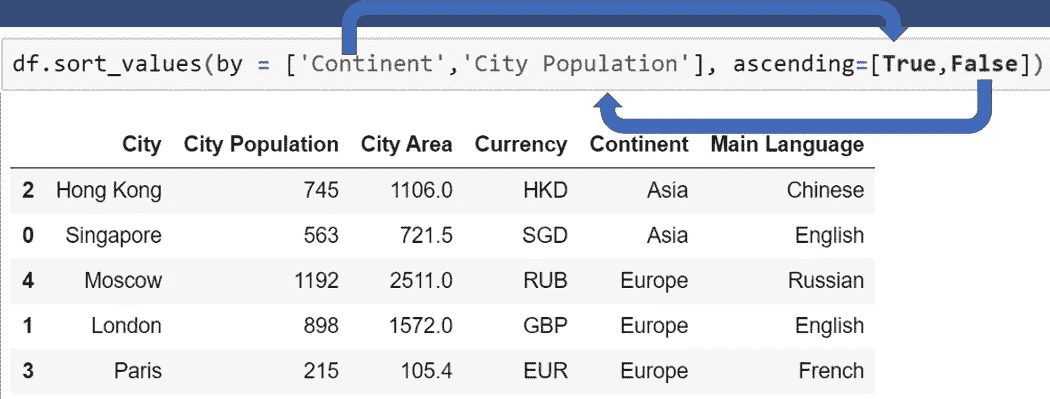 df.sort_values(by = ['Continent','City Population'], ascending=[True,False])
City City Population City Area Currency Continent Main Language
2 Hong Kong 745 1106.0 HKD Asia Chinese
0 Singapore 563 721.5 SGD Asia English
4 Moscow 1192 2511.0 RUB Europe Russian
1 London 898 1572.0 GBP Europe English
3 Paris 215 105.4 EUR Europe French